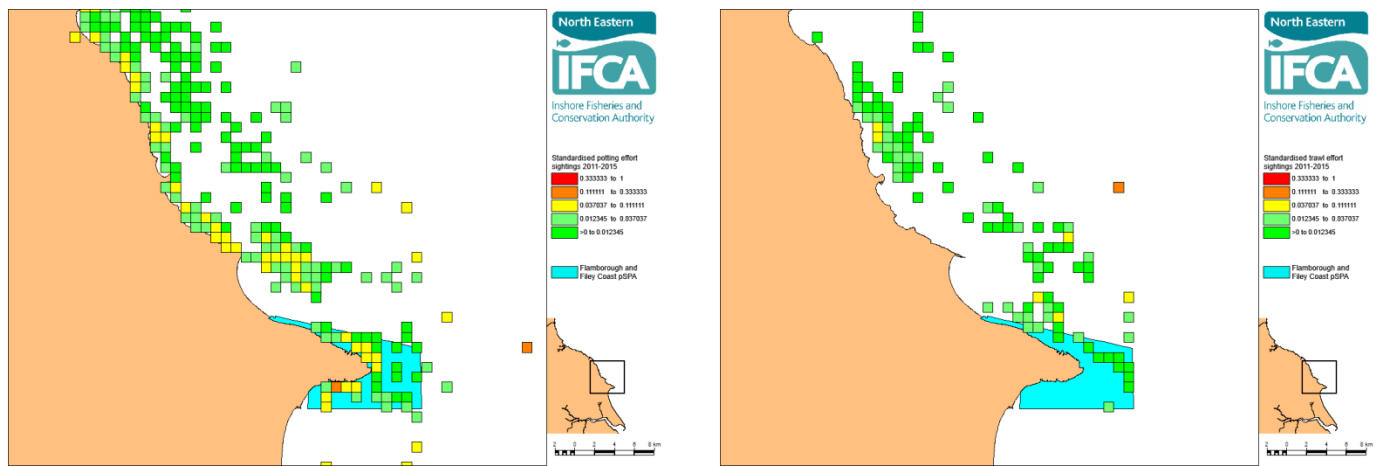 North Eastern
IFCA
Inshore Fisheries and
Conservation Authority
Standardised potting effort
sightings 2011-2015
0.333333 to 1
0.111111 to 0.333333
0.037037 to 0.111111
0.012345 to 0.037037
>0 to 0.012345
Flamborough and
Filey Coast pSPA
2 0 2 4 6 8 km
North Eastern
IFCA
Inshore Fisheries and
Conservation Authority
Standardised trawl effort
sightings 2011-2015
0.333333 to 1
0.111111 to 0.333333
0.037037 to 0.111111
0.012345 to 0.037037
>0 to 0.012345
Flamborough and
Filey Coast pSPA
2 0 2 4 6 8 km